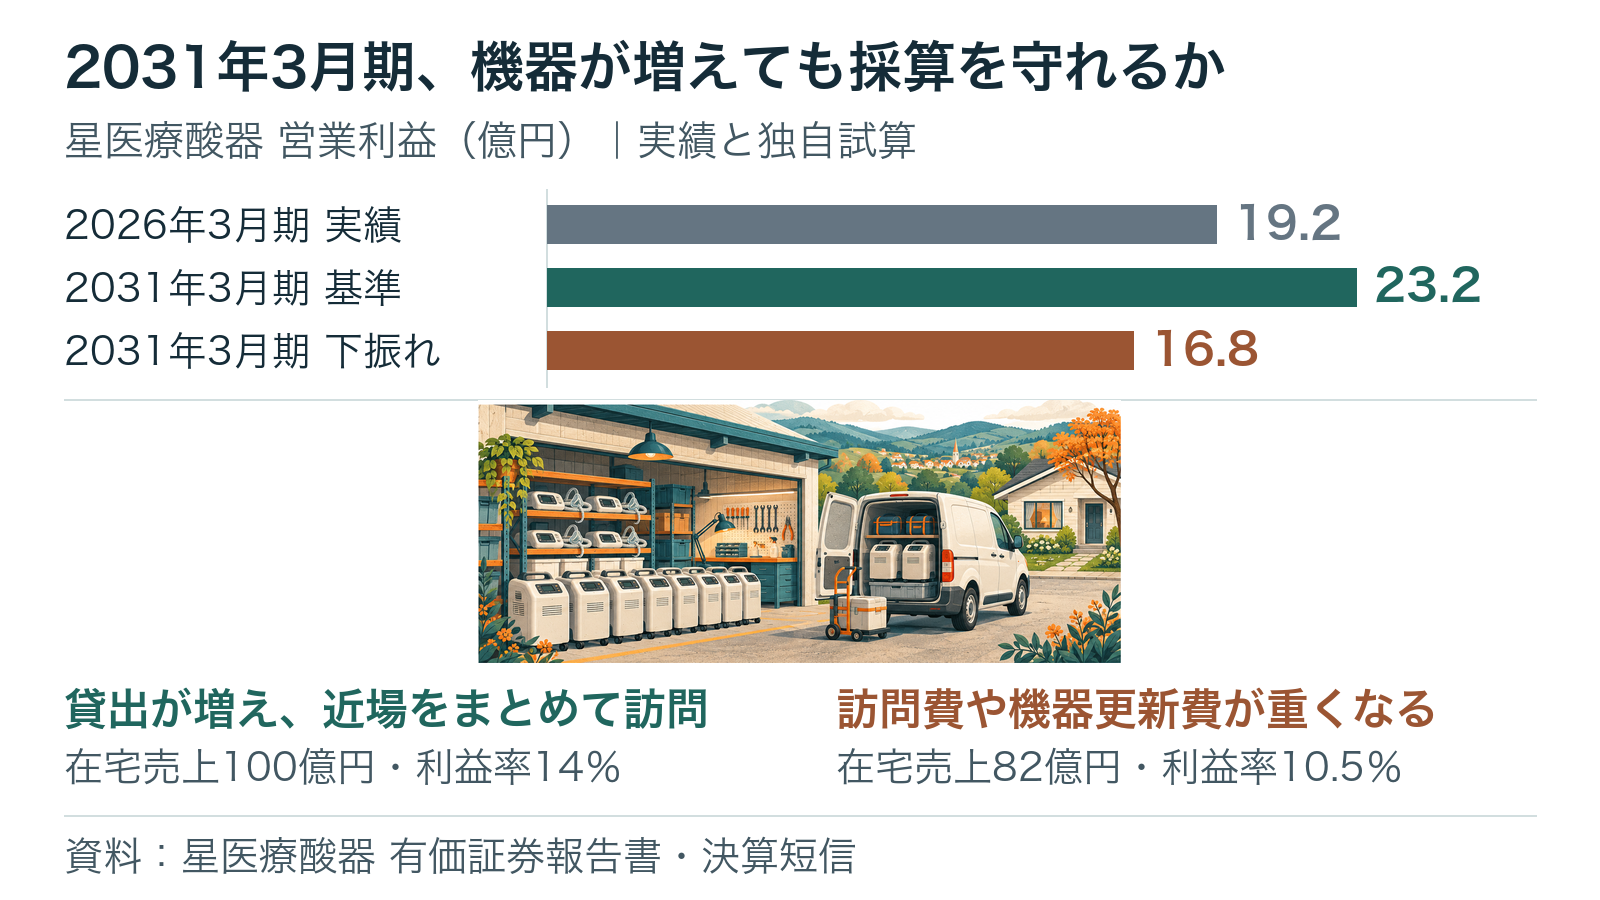 2031年3月期、機器が増えても採算を守れるか
星医療酸器 営業利益（億円）｜実績と独自試算
2026年3月期 実績 19.2
2031年3月期 基準 23.2
2031年3月期 下振れ 16.8
貸出が増え、近場をまとめて訪問
在宅売上100億円・利益率14%
訪問費や機器更新費が重くなる
在宅売上82億円・利益率10.5%
資料：星医療酸器 有価証券報告書・決算短信